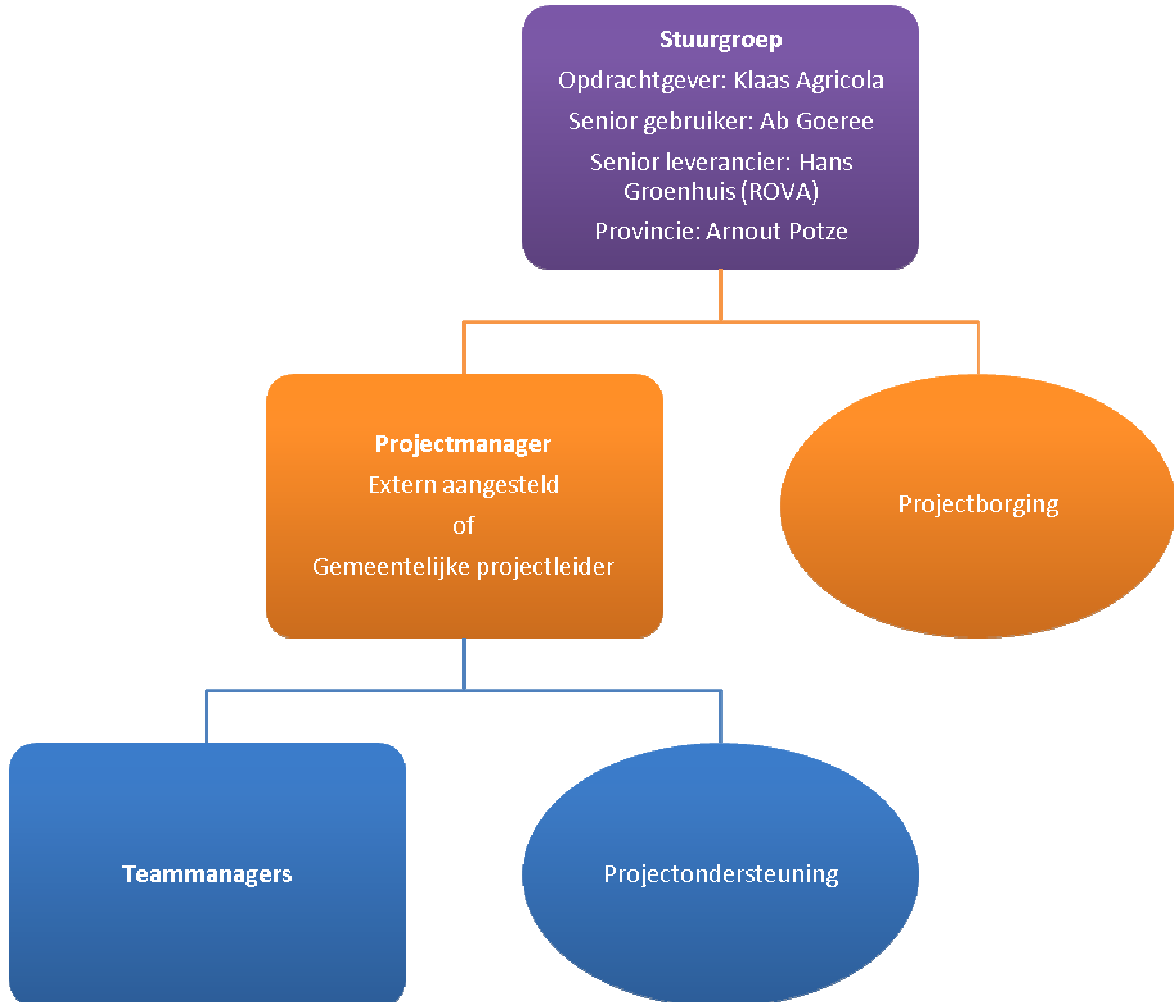 Stuurgroep
Opdrachtgever: Klaas Agricola
Senior gebruiker: Ab Goeree
Senior leverancier: Hans
Groenhuis (ROVA)
Provincie: Arnout Potze
Projectmanager
Extern aangesteld
of
Gemeentelijke projectleider
Projectborging
Teammanagers
Projectondersteuning